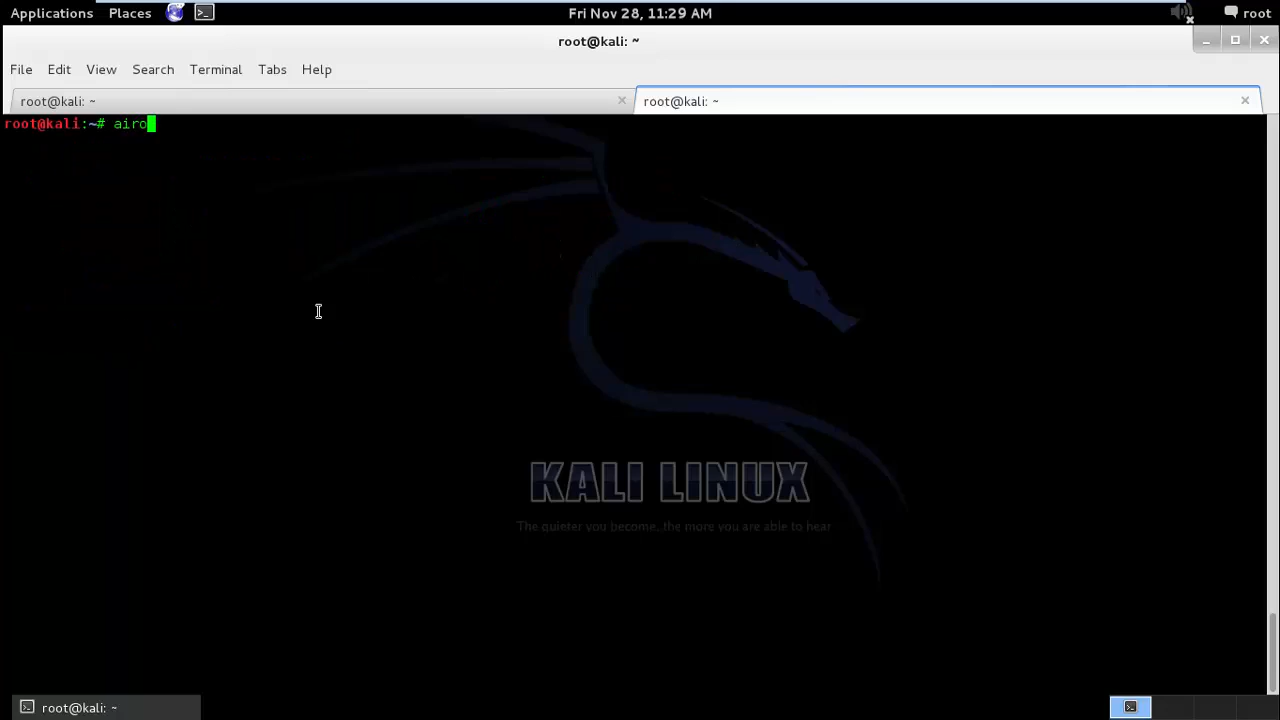 Applications Places Fri Nov 28, 11:29 AM root
root@kali: ~
File Edit View Search Terminal Tabs Help
root@kali: ~ root@kali: ~
root@kali:~# airo
KALI LINUX
The quieter you become..the more you are able to hear
root@kali: ~